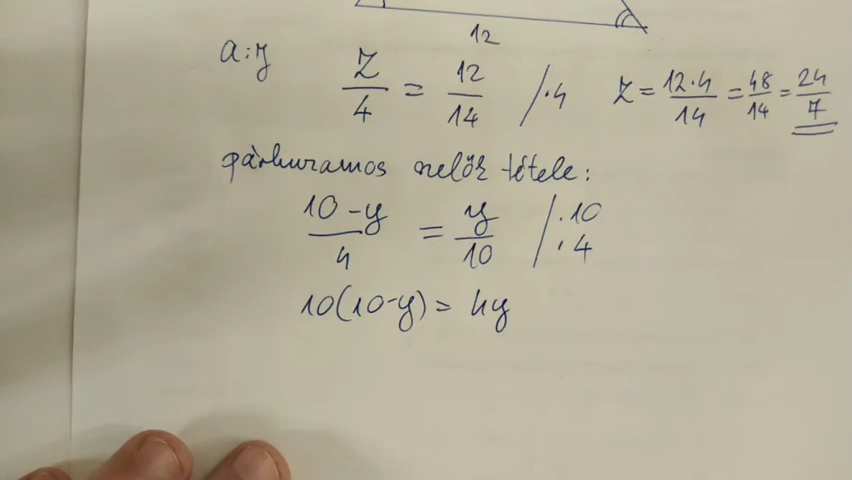 12
a:y
z/4 = 12/14 /·4 z = 12·4/14 = 48/14 = 24/7
párhuzamos szelők tétele:
10-y/4 = y/10 /·10 ·4
10(10-y) = 4y